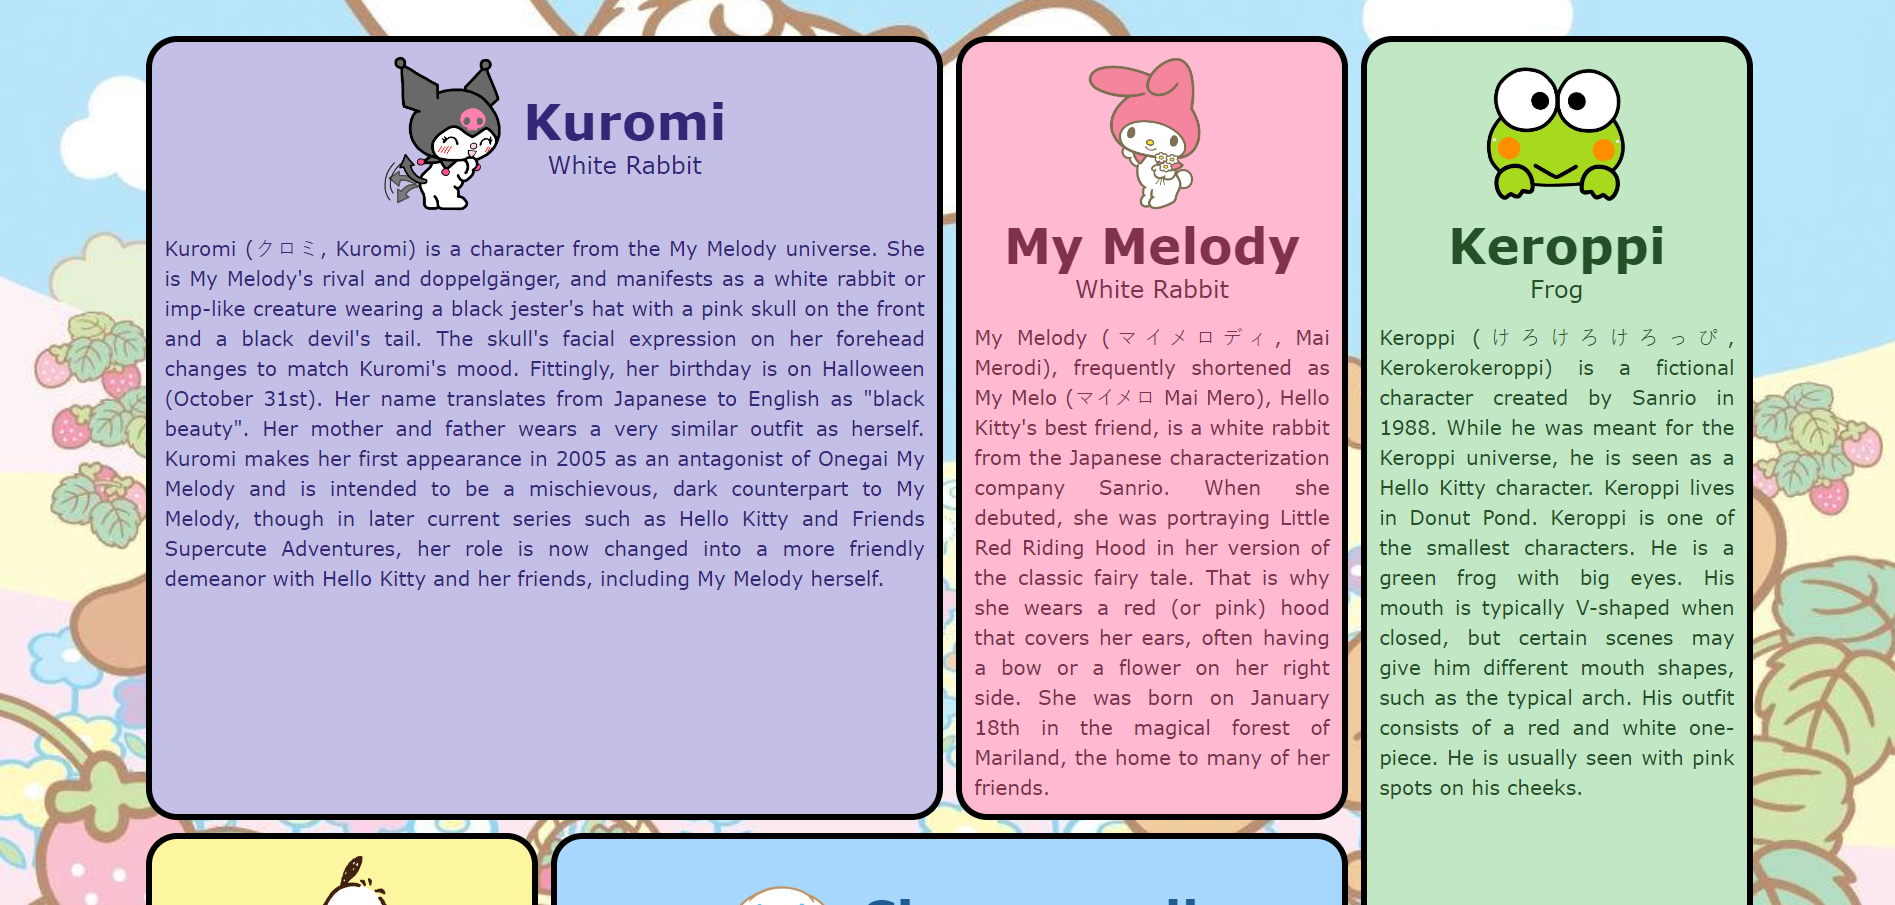 Kuromi
White Rabbit
Kuromi (クロミ, Kuromi) is a character from the My Melody universe. She
is My Melody's rival and doppelgänger, and manifests as a white rabbit or
imp-like creature wearing a black jester's hat with a pink skull on the front
and a black devil's tail. The skull's facial expression on her forehead
changes to match Kuromi's mood. Fittingly, her birthday is on Halloween
(October 31st). Her name translates from Japanese to English as "black
beauty". Her mother and father wears a very similar outfit as herself.
Kuromi makes her first appearance in 2005 as an antagonist of Onegai My
Melody and is intended to be a mischievous, dark counterpart to My
Melody, though in later current series such as Hello Kitty and Friends
Supercute Adventures, her role is now changed into a more friendly
demeanor with Hello Kitty and her friends, including My Melody herself.
My Melody
White Rabbit
My Melody (マイメロディ, Mai
Merodi), frequently shortened as
My Melo (マイメロ Mai Mero), Hello
Kitty's best friend, is a white rabbit
from the Japanese characterization
company Sanrio. When she
debuted, she was portraying Little
Red Riding Hood in her version of
the classic fairy tale. That is why
she wears a red (or pink) hood
that covers her ears, often having
a bow or a flower on her right
side. She was born on January
18th in the magical forest of
Mariland, the home to many of her
friends.
Keroppi
Frog
Keroppi (けろけろけろっぴ,
Kerokerokeroppi) is a fictional
character created by Sanrio in
1988. While he was meant for the
Keroppi universe, he is seen as a
Hello Kitty character. Keroppi lives
in Donut Pond. Keroppi is one of
the smallest characters. He is a
green frog with big eyes. His
mouth is typically V-shaped when
closed, but certain scenes may
give him different mouth shapes,
such as the typical arch. His outfit
consists of a red and white one-
piece. He is usually seen with pink
spots on his cheeks.